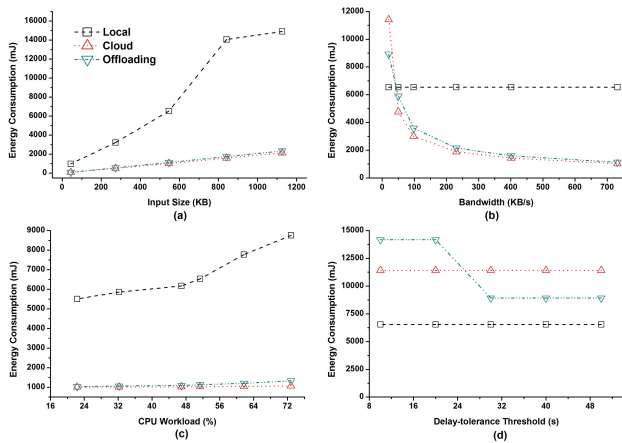 16000
14000
12000
10000
8000
6000
4000
2000
0
Energy Consumption (mJ)
Local
Cloud
Offloading
0 200 400 600 800 1000 1200
Input Size (KB)
(a)
12000
10000
8000
6000
4000
2000
0
Energy Consumption (mJ)
0 100 200 300 400 500 600 700
Bandwidth (KB/s)
(b)
9000
8000
7000
6000
5000
4000
3000
2000
1000
Energy Consumption (mJ)
16 24 32 40 48 56 64 72
CPU Workload (%)
(c)
15000
12500
10000
7500
5000
2500
0
Energy Consumption (mJ)
8 16 24 32 40 48
Delay-tolerance Threshold (s)
(d)